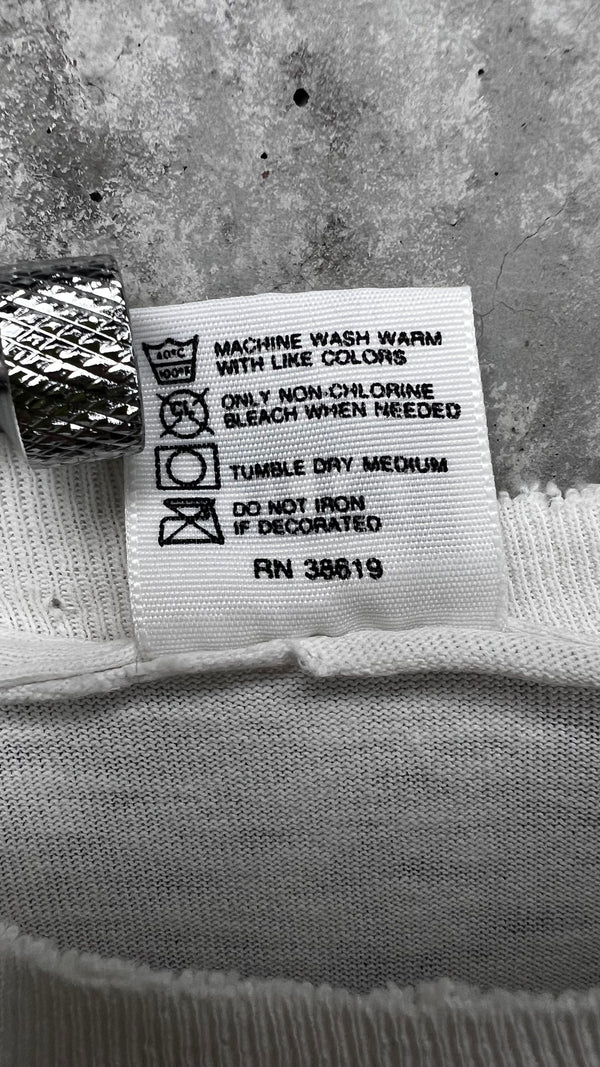 40°C
100°F
MACHINE WASH WARM
WITH LIKE COLORS
CL
ONLY NON-CHLORINE
BLEACH WHEN NEEDED
TUMBLE DRY MEDIUM
DO NOT IRON
IF DECORATED
RN 38619